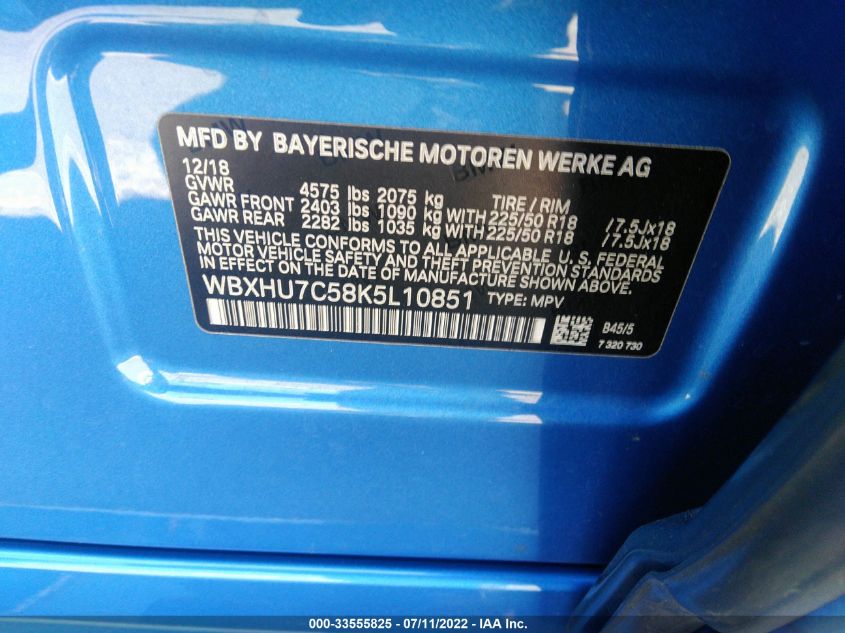 MFD BY BAYERISCHE MOTOREN WERKE AG
12/18
GVWR 4575 lbs 2075 kg TIRE / RIM
GAWR FRONT 2403 lbs 1090 kg WITH 225/50 R18 /7.5Jx18
GAWR REAR 2282 lbs 1035 kg WITH 225/50 R18 /7.5Jx18
THIS VEHICLE CONFORMS TO ALL APPLICABLE U. S. FEDERAL
MOTOR VEHICLE SAFETY AND THEFT PREVENTION STANDARDS
IN EFFECT ON THE DATE OF MANUFACTURE SHOWN ABOVE.
WBXHU7C58K5L10851 TYPE: MPV
B45/5
7 320 730
000-33555825 - 07/11/2022 - IAA Inc.